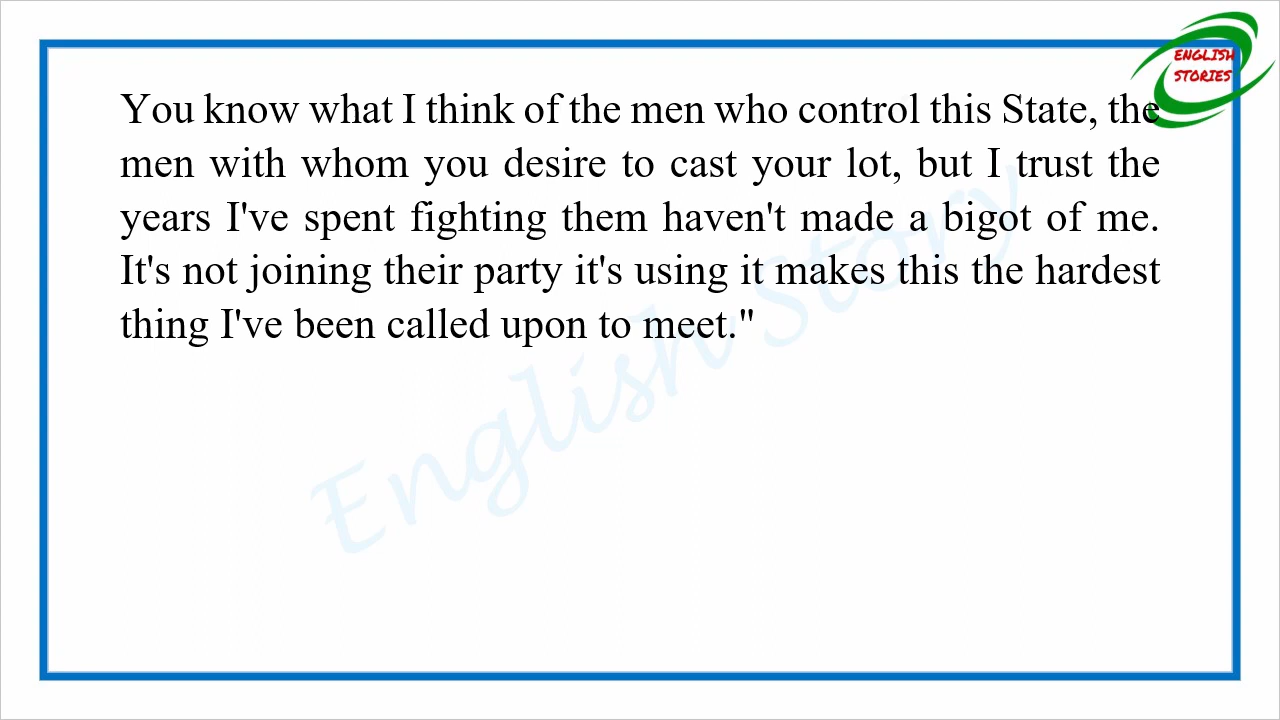 ENGLISH
STORIES
You know what I think of the men who control this State, the
men with whom you desire to cast your lot, but I trust the
years I've spent fighting them haven't made a bigot of me.
It's not joining their party it's using it makes this the hardest
thing I've been called upon to meet."
English Story